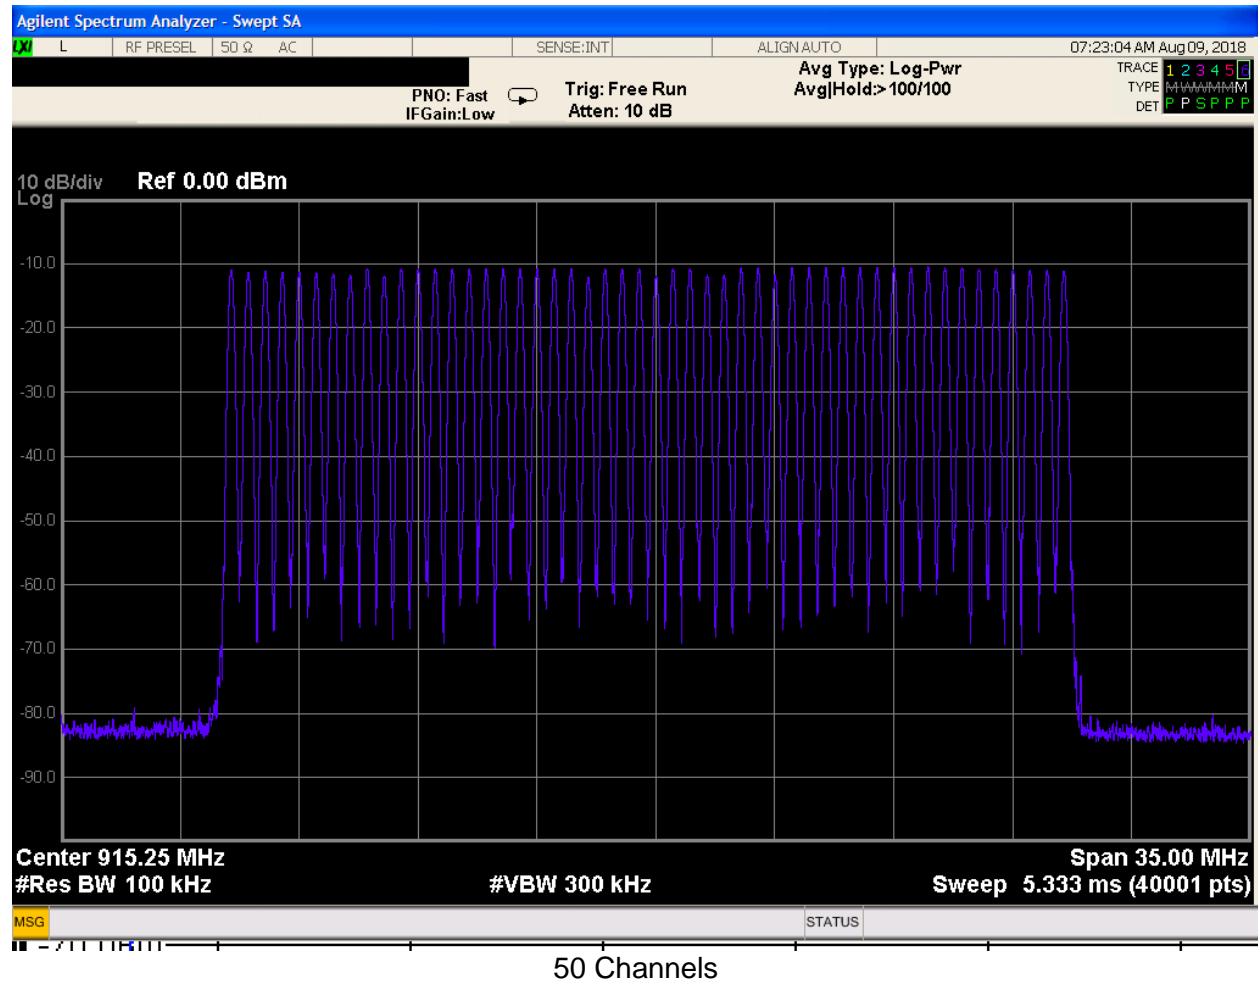 Agilent Spectrum Analyzer - Swept SA
LXI L RF PRESEL 50 Ω AC SENSE:INT ALIGN AUTO 07:23:04 AM Aug 09, 2018
PNO: Fast
IFGain:Low
Trig: Free Run
Atten: 10 dB
Avg Type: Log-Pwr
Avg|Hold:> 100/100
TRACE 1 2 3 4 5 6
TYPE M W W M M M
DET P P S P P P
10 dB/div Ref 0.00 dBm
Log
-10.0
-20.0
-30.0
-40.0
-50.0
-60.0
-70.0
-80.0
-90.0
Center 915.25 MHz Span 35.00 MHz
#Res BW 100 kHz #VBW 300 kHz Sweep 5.333 ms (40001 pts)
MSG STATUS
50 Channels